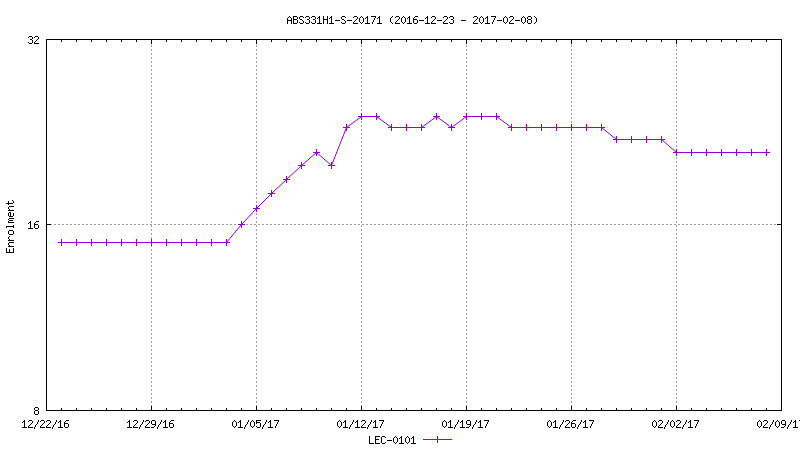 ABS331H1-S-20171 (2016-12-23 - 2017-02-08)
32
16
8
Enrolment
12/22/16 12/29/16 01/05/17 01/12/17 01/19/17 01/26/17 02/02/17 02/09/1
LEC-0101